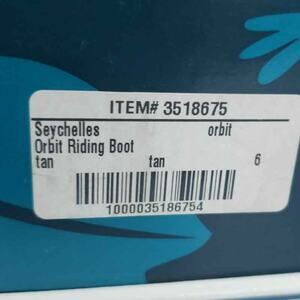 ITEM# 3518675
Seychelles orbit
Orbit Riding Boot
tan tan 6
1000035186754